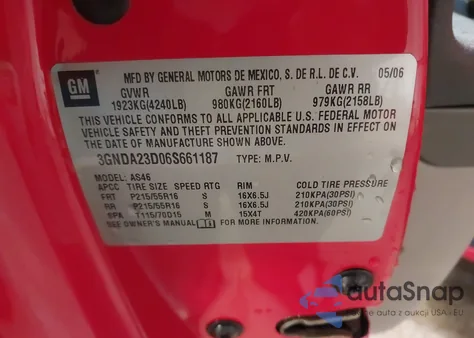 GM
MFD BY GENERAL MOTORS DE MEXICO, S. DE R.L. DE C.V. 05/06
GVWR GAWR FRT GAWR RR
1923KG(4240LB) 980KG(2160LB) 979KG(2158LB)
THIS VEHICLE CONFORMS TO ALL APPLICABLE U.S. FEDERAL MOTOR
VEHICLE SAFETY AND THEFT PREVENTION STANDARDS IN EFFECT ON
THE DATE OF MANUFACTURE SHOWN ABOVE.
3GNDA23D06S661187 TYPE: M.P.V.
MODEL: AS46
APCC TIRE SIZE SPEED RTG RIM COLD TIRE PRESSURE
FRT P215/55R16 S 16X6.5J 210KPA(30PSI)
RR P215/55R16 S 16X6.5J 210KPA(30PSI)
SPA T115/70D15 M 15X4T 420KPA(60PSI)
SEE OWNER'S MANUAL FOR MORE INFORMATION
autoSnap
aukcji USA i EU